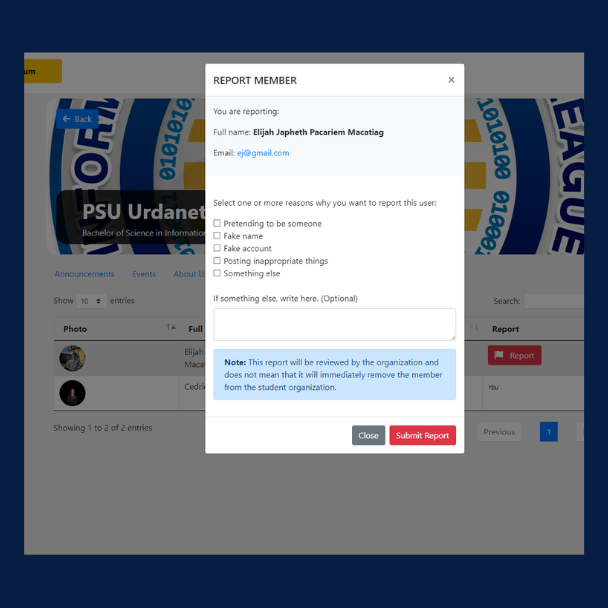 um
REPORT MEMBER ×
You are reporting:
Full name: Elijah Japheth Pacariem Macatiag
Email: ej@gmail.com
Select one or more reasons why you want to report this user:
Pretending to be someone
Fake name
Fake account
Posting inappropriate things
Something else
If something else, write here. (Optional)
Note: This report will be reviewed by the organization and
does not mean that it will immediately remove the member
from the student organization.
Close Submit Report
← Back
INFORM
EAGUE
PSU Urdanet
Bachelor of Science in Information
Announcements Events About U
Show 10 entries
Search:
Photo Full Report
Elijah
Maca
Report
Cedri
You
Showing 1 to 2 of 2 entries
Previous 1